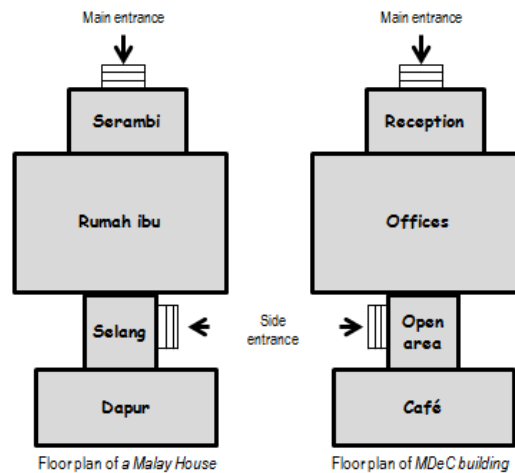 Main entrance
Serambi
Rumah ibu
Selang
Dapur
Floor plan of a Malay House
Side
entrance
Main entrance
Reception
Offices
Open
area
Café
Floor plan of MDeC building